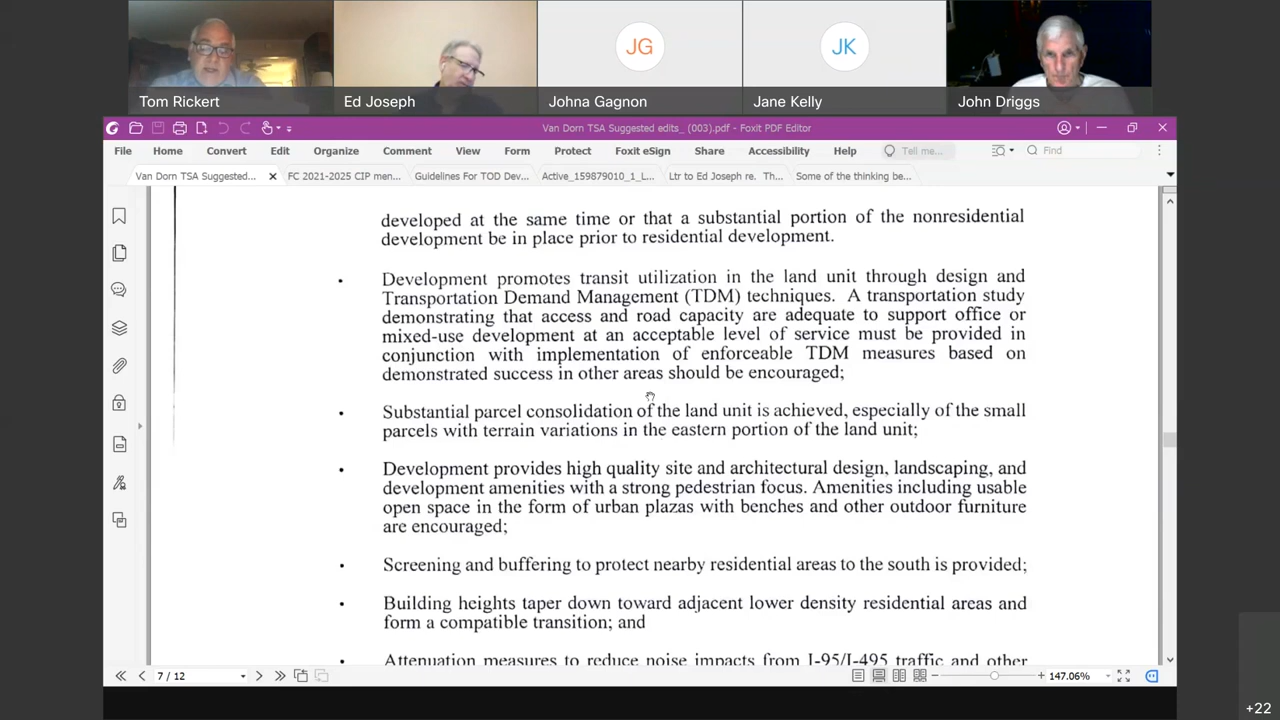 JG
JK
Tom Rickert
Ed Joseph
Johna Gagnon
Jane Kelly
John Driggs
Van Dorn TSA Suggested edits_ (003).pdf - Foxit PDF Editor
File Home Convert Edit Organize Comment View Form Protect Foxit eSign Share Accessibility Help Tell me... Find
Van Dorn TSA Suggested... FC 2021-2025 CIP men... Guidelines For TOD Dev... Active_159879010_1_L... Ltr to Ed Joseph re. Th... Some of the thinking be...
developed at the same time or that a substantial portion of the nonresidential
development be in place prior to residential development.
· Development promotes transit utilization in the land unit through design and
Transportation Demand Management (TDM) techniques. A transportation study
demonstrating that access and road capacity are adequate to support office or
mixed-use development at an acceptable level of service must be provided in
conjunction with implementation of enforceable TDM measures based on
demonstrated success in other areas should be encouraged;
· Substantial parcel consolidation of the land unit is achieved, especially of the small
parcels with terrain variations in the eastern portion of the land unit;
· Development provides high quality site and architectural design, landscaping, and
development amenities with a strong pedestrian focus. Amenities including usable
open space in the form of urban plazas with benches and other outdoor furniture
are encouraged;
· Screening and buffering to protect nearby residential areas to the south is provided;
· Building heights taper down toward adjacent lower density residential areas and
form a compatible transition; and
· Attenuation measures to reduce noise impacts from I-95/I-495 traffic and other
7 / 12
147.06%
+22